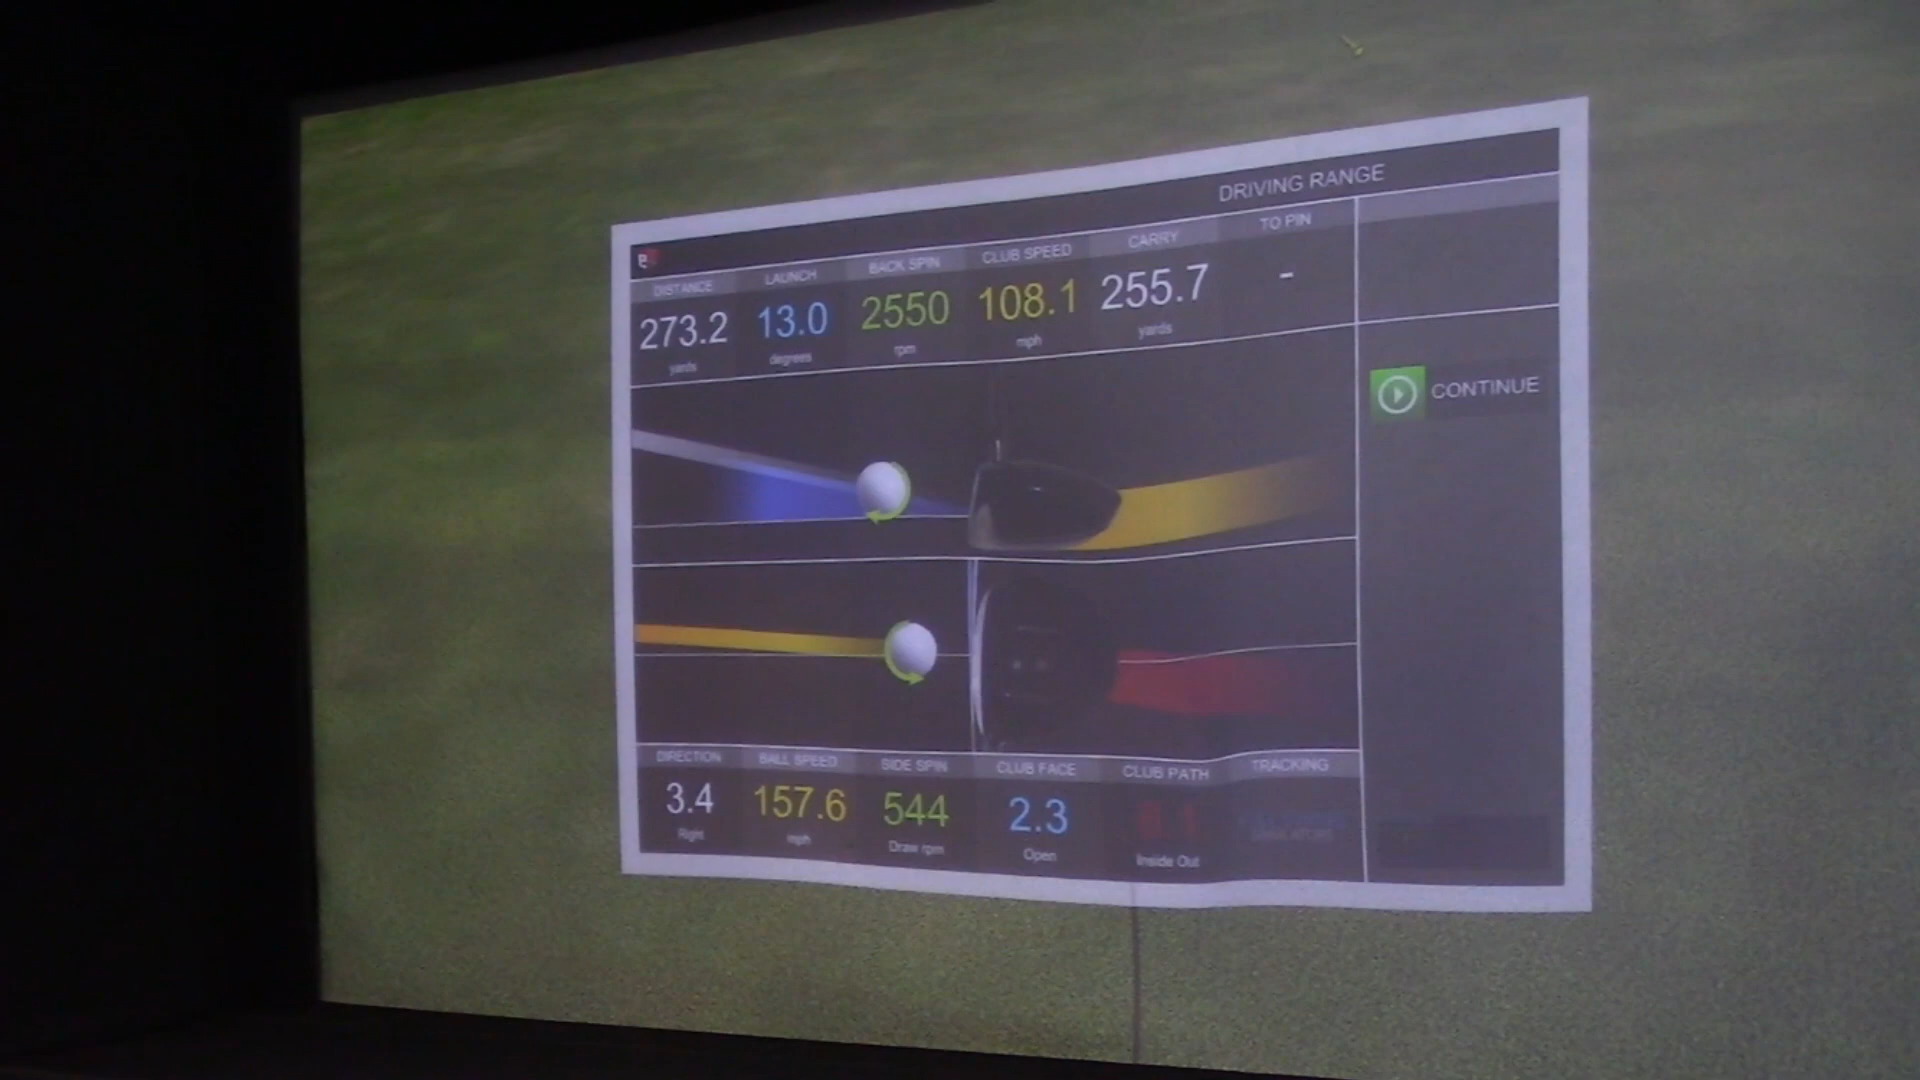 DRIVING RANGE
DISTANCE LAUNCH BACK SPIN CLUB SPEED CARRY TO PIN
273.2 13.0 2550 108.1 255.7 -
yards degrees rpm mph yards
CONTINUE
DIRECTION BALL SPEED SIDE SPIN CLUB FACE CLUB PATH TRACKING
3.4 157.6 544 2.3
Right mph Draw rpm Open Inside Out